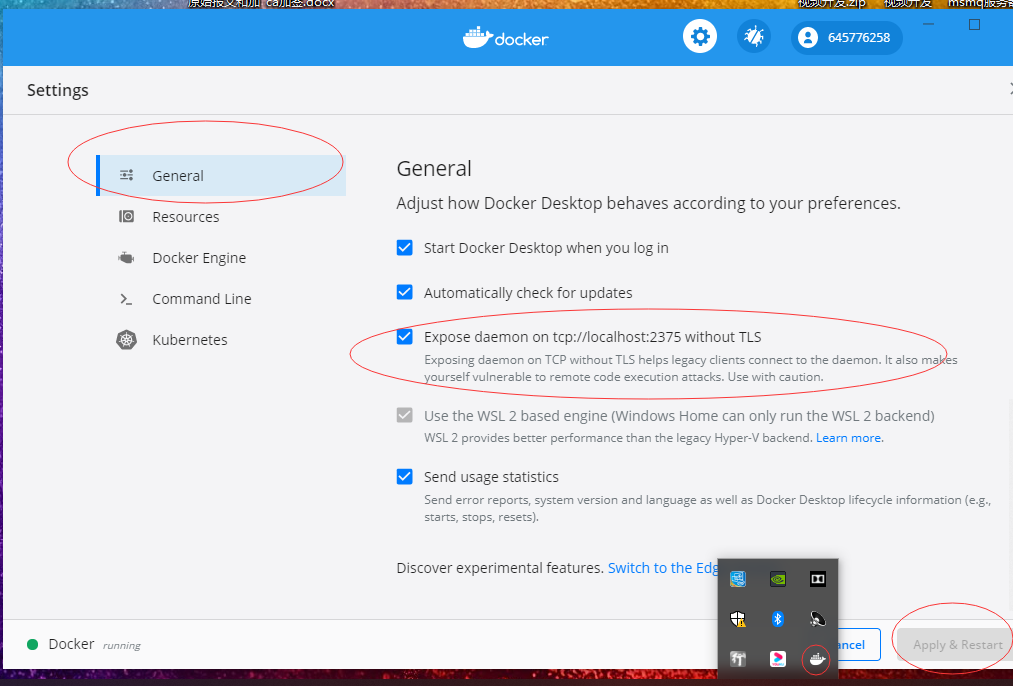 原始报文和加 ca加签.docx
视频开发.zip 视频开发 msmq服务
docker
645776258
Settings
General
Resources
Docker Engine
Command Line
Kubernetes
General
Adjust how Docker Desktop behaves according to your preferences.
Start Docker Desktop when you log in
Automatically check for updates
Expose daemon on tcp://localhost:2375 without TLS
Exposing daemon on TCP without TLS helps legacy clients connect to the daemon. It also makes
yourself vulnerable to remote code execution attacks. Use with caution.
Use the WSL 2 based engine (Windows Home can only run the WSL 2 backend)
WSL 2 provides better performance than the legacy Hyper-V backend. Learn more.
Send usage statistics
Send error reports, system version and language as well as Docker Desktop lifecycle information (e.g.,
starts, stops, resets).
Discover experimental features. Switch to the Edg
Docker running
ancel
Apply & Restart